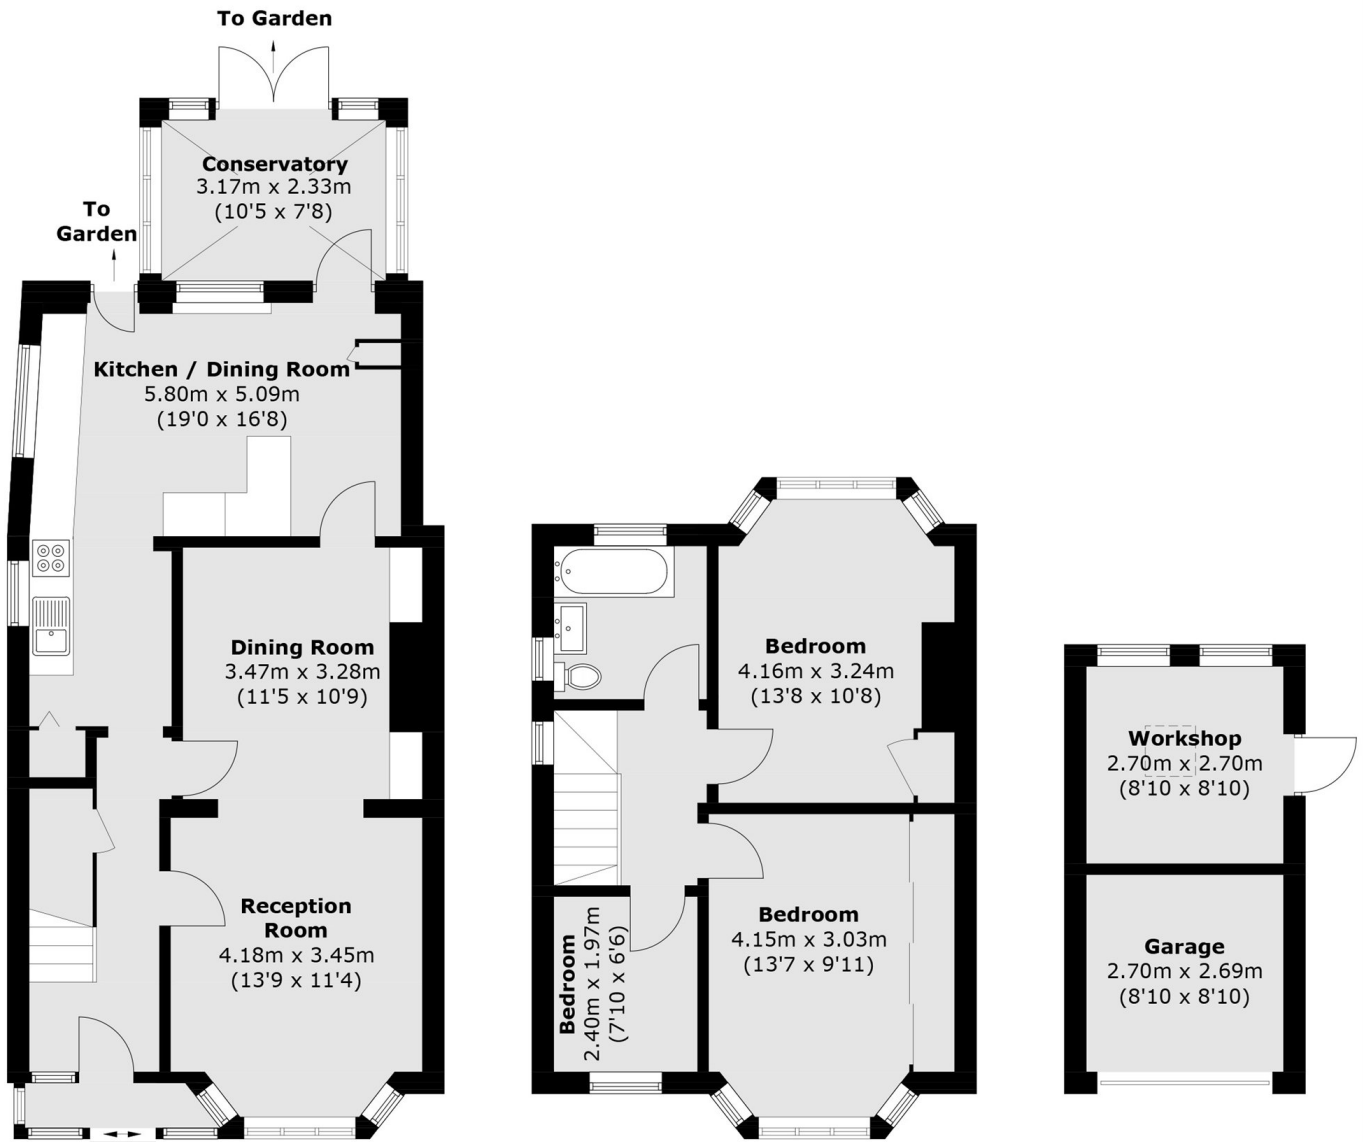 To Garden
Conservatory
3.17m x 2.33m
(10'5 x 7'8)
To
Garden
Kitchen / Dining Room
5.80m x 5.09m
(19'0 x 16'8)
Dining Room
3.47m x 3.28m
(11'5 x 10'9)
Reception
Room
4.18m x 3.45m
(13'9 x 11'4)
Bedroom
4.16m x 3.24m
(13'8 x 10'8)
Bedroom
4.15m x 3.03m
(13'7 x 9'11)
Bedroom
2.40m x 1.97m
(7'10 x 6'6)
Workshop
2.70m x 2.70m
(8'10 x 8'10)
Garage
2.70m x 2.69m
(8'10 x 8'10)